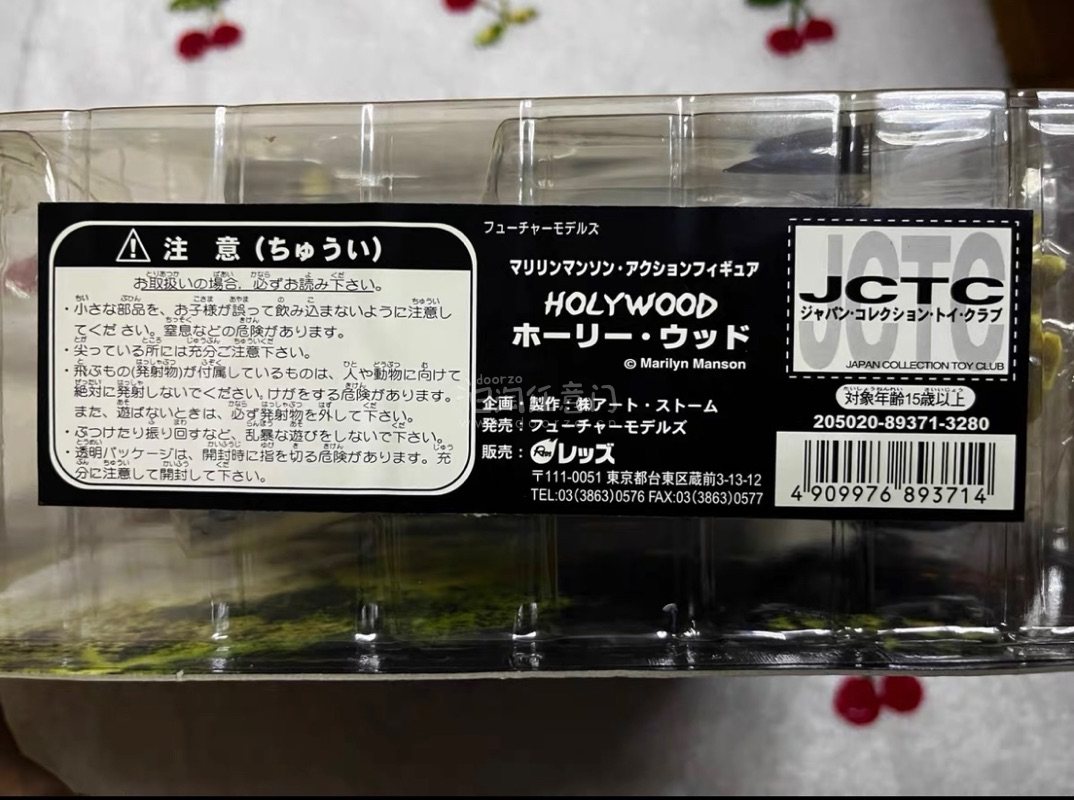 注意(ちゅうい)
お取扱いの場合、必ずお読み下さい。
・小さな部品を、お子様が誤って飲み込まないように注意し
てください。窒息などの危険があります。
・尖っている所には充分ご注意下さい。
・飛ぶもの(発射物)が付属しているものは、人や動物に向けて
絶対に発射しないでください。けがをする危険があります。
また、遊ばないときは、必ず発射物を外して下さい。
・ぶつけたり振り回すなど、乱暴な遊びをしないで下さい。
・透明パッケージは、開封時に指を切る危険があります。充
分に注意して開封して下さい。
フューチャーモデルズ
マリリンマンソン・アクションフィギュア
HOLYWOOD
ホーリー・ウッド
© Marilyn Manson
企画・製作:㈱アート・ストーム
発売:フューチャーモデルズ
販売:レッズ
〒111-0051 東京都台東区蔵前3-13-12
TEL:03(3863)0576 FAX:03(3863)0577
JCTC
JCTC
ジャパン・コレクション・トイ・クラブ
JCTC
JAPAN COLLECTION TOY CLUB
対象年齢15歳以上
205020-89371-3280
4 909976 893714
doorzo